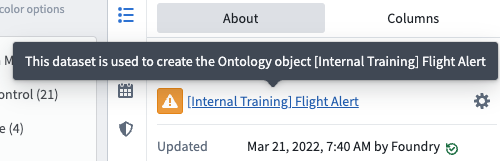 color options
About
Columns
This dataset is used to create the Ontology object [Internal Training] Flight Alert
ontrol (21)
[Internal Training] Flight Alert
e (4)
Updated
Mar 21, 2022, 7:40 AM by Foundry